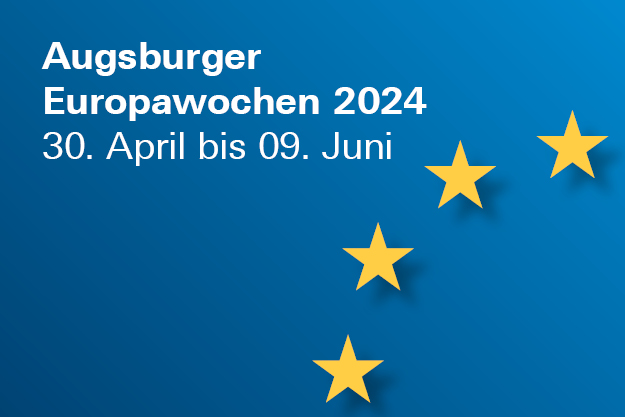 Augsburger
Europawochen 2024
30. April bis 09. Juni